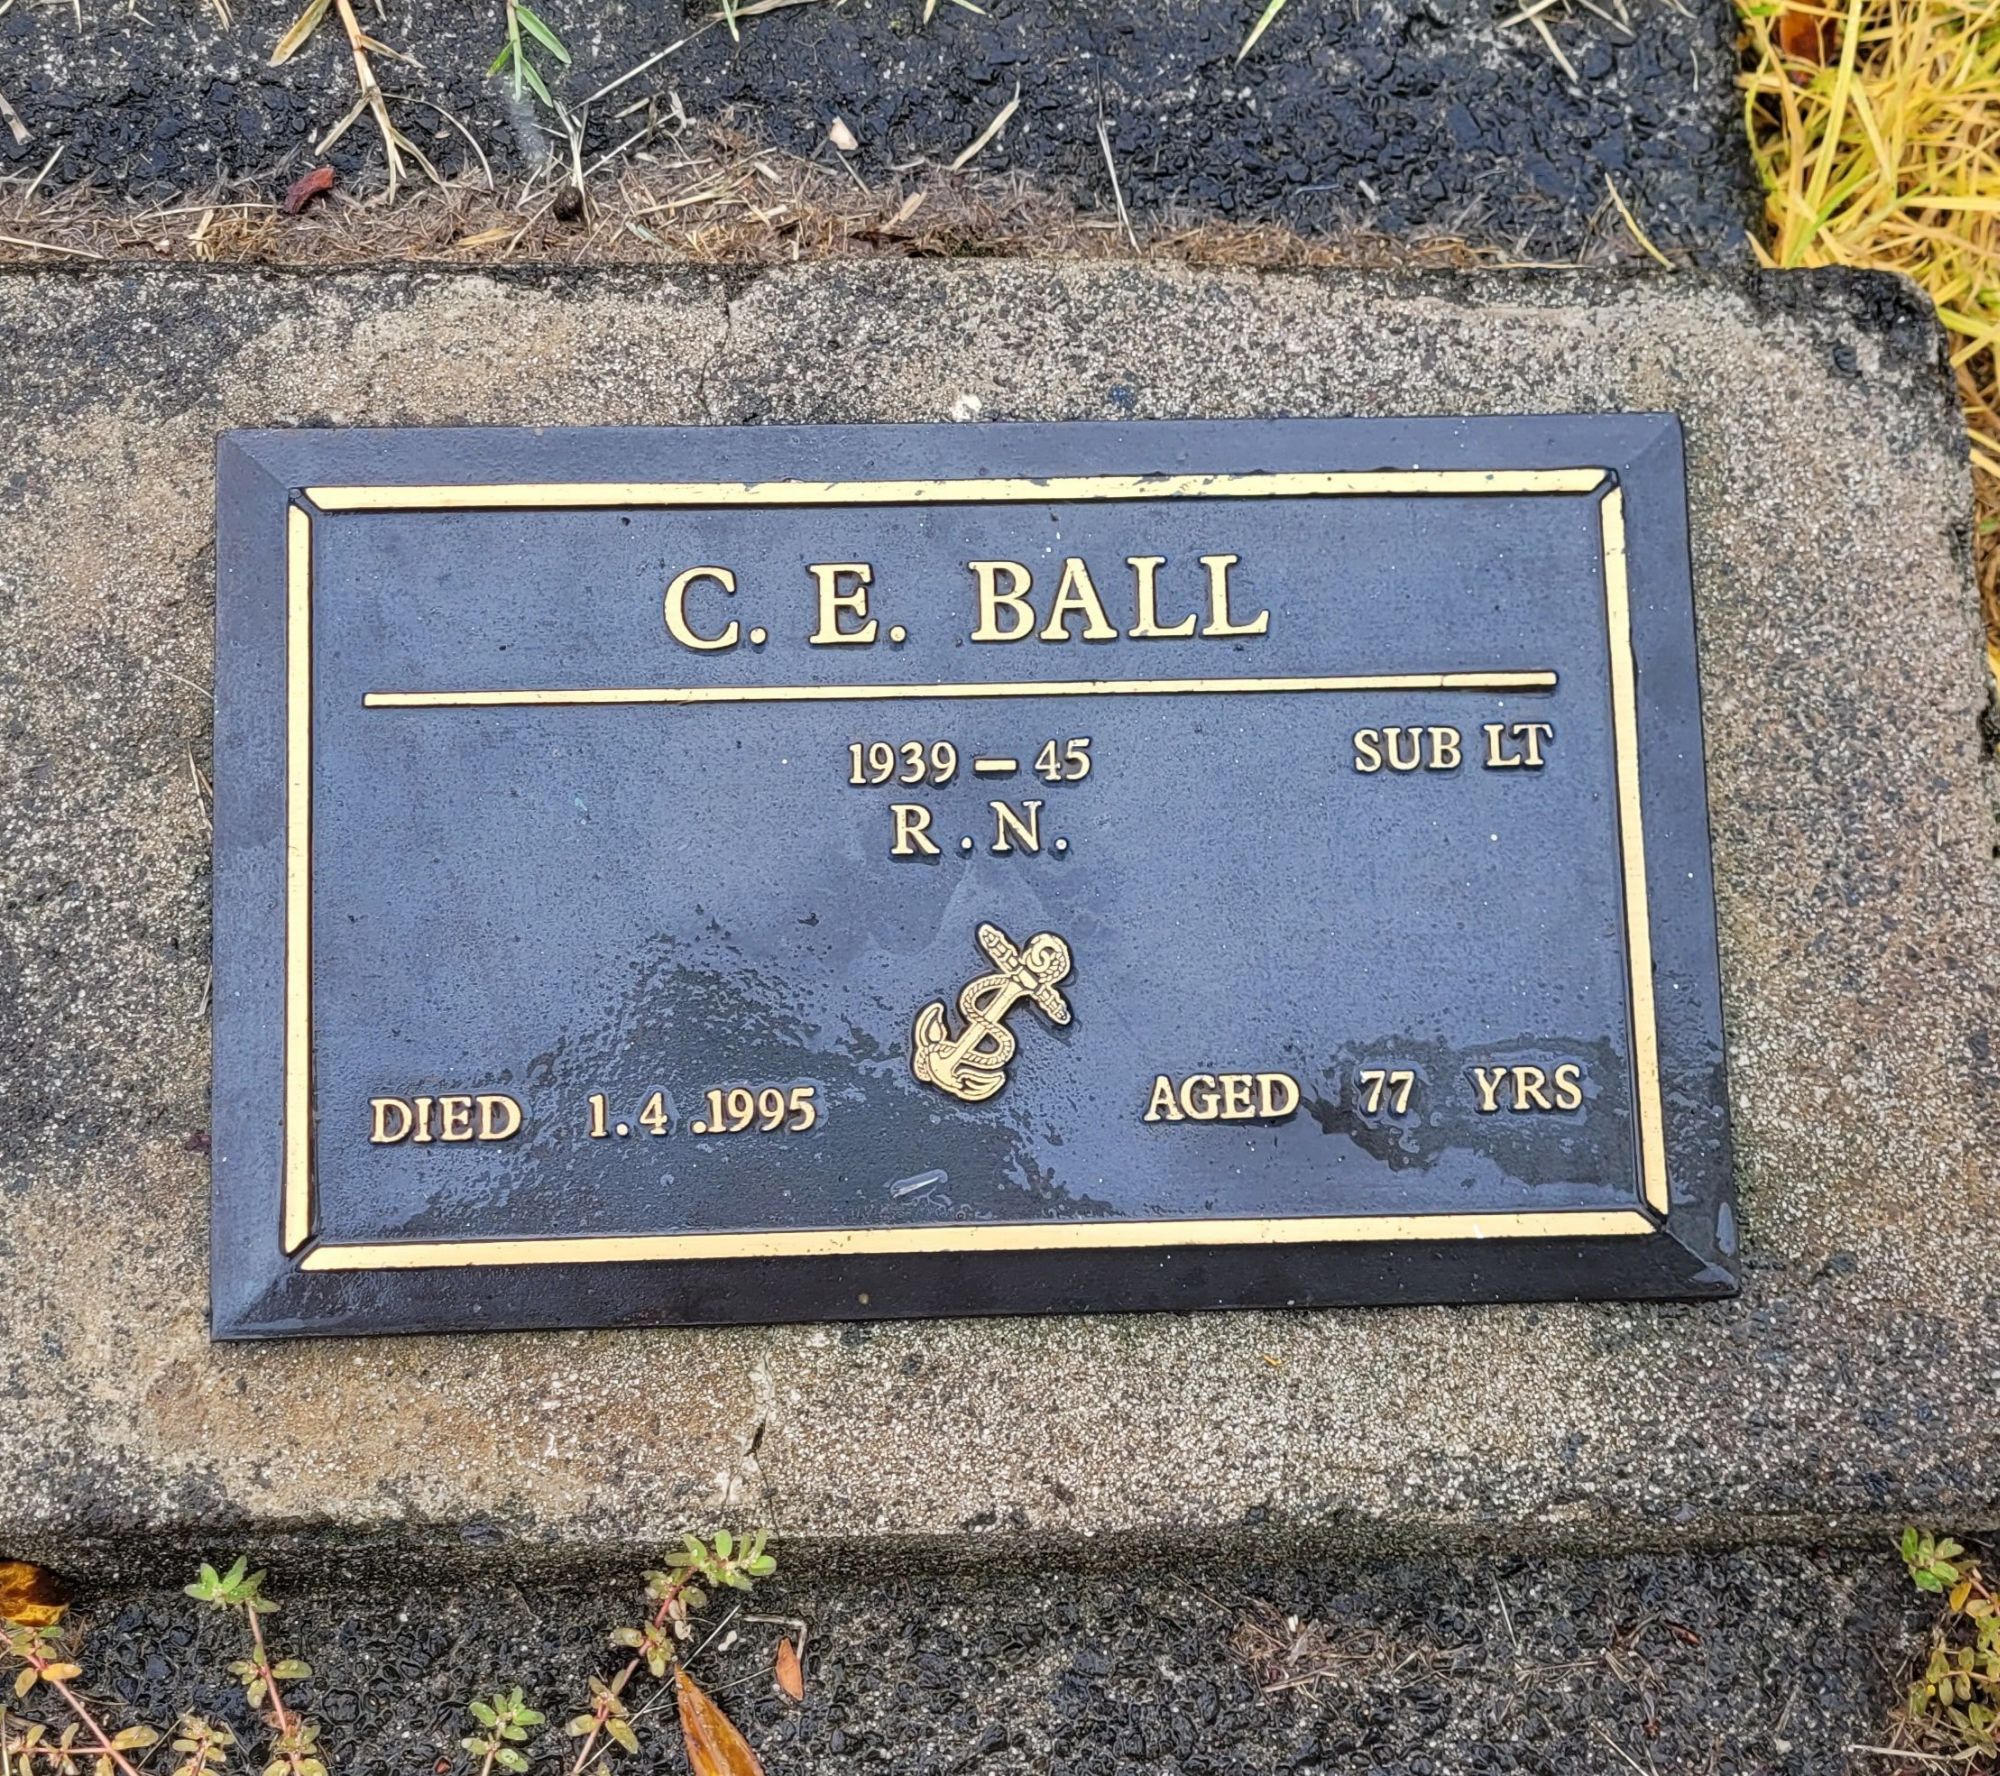 C. E. BALL
1939 – 45 SUB LT
R. N.
DIED 1.4.1995 AGED 77 YRS